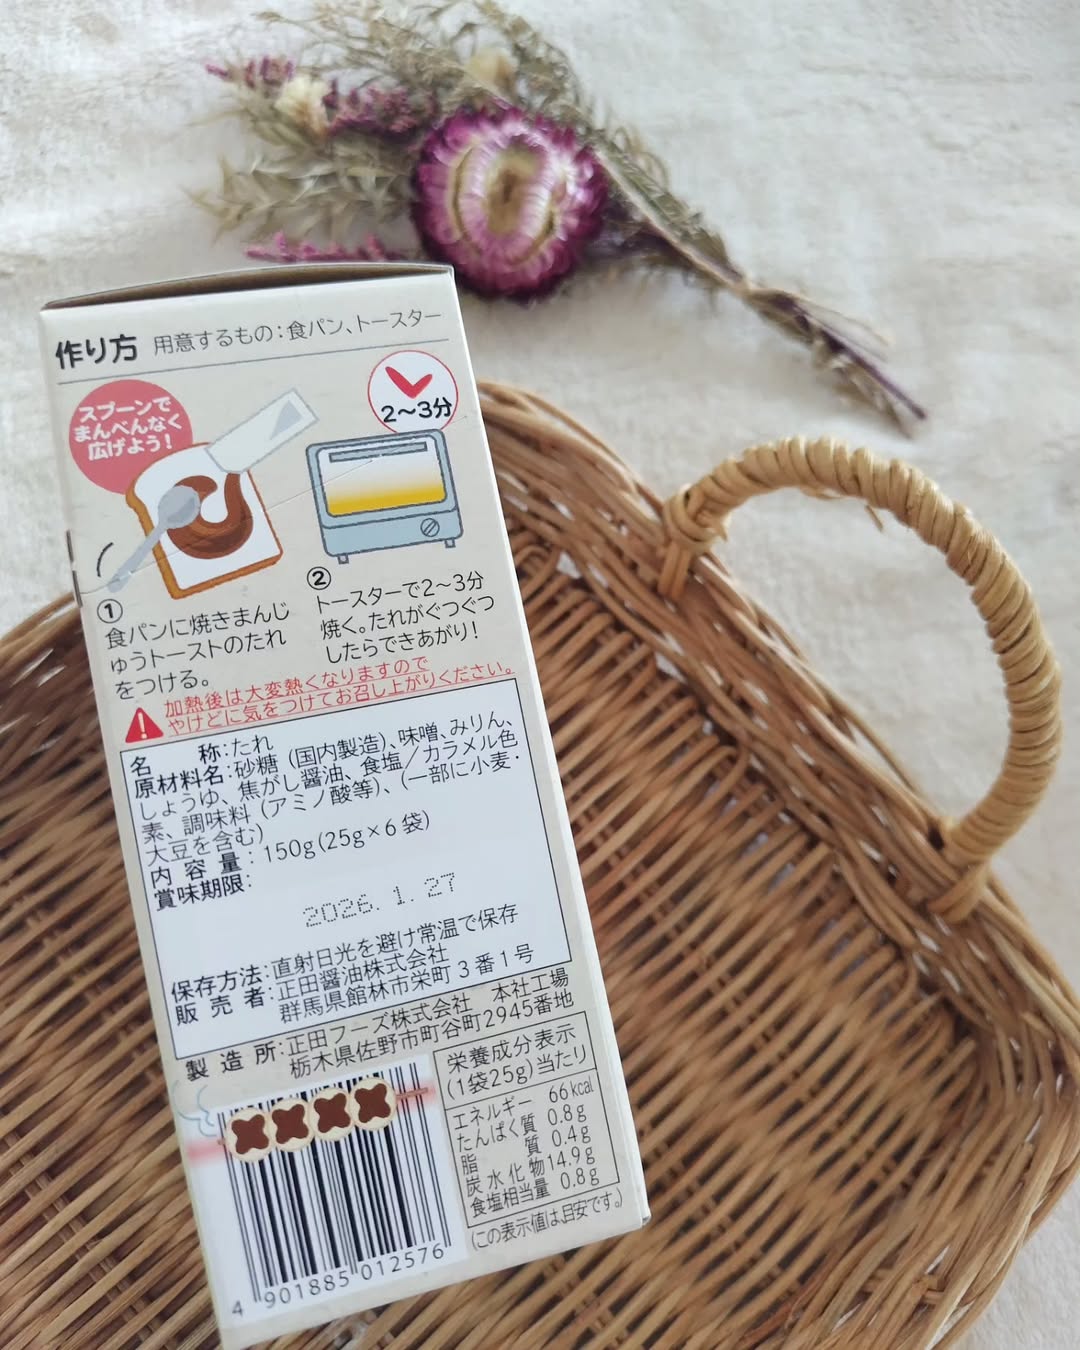 作り方 用意するもの：食パン、トースター
スプーンで
まんべんなく
広げよう！
2～3分
①
食パンに焼きまんじ
ゅうトーストのたれ
をつける。
②
トースターで2～3分
焼く。たれがぐつぐつ
したらできあがり！
加熱後は大変熱くなりますので
やけどに気をつけてお召し上がりください。
名称：たれ
原材料名：砂糖（国内製造）、味噌、みりん、
しょうゆ、焦がし醤油、食塩／カラメル色
素、調味料（アミノ酸等）、（一部に小麦・
大豆を含む）
内容量：150g(25g×6袋)
賞味期限：
2026. 1. 27
保存方法：直射日光を避け常温で保存
販売者：正田醤油株式会社
群馬県館林市栄町3番1号
製造所：正田フーズ株式会社 本社工場
栃木県佐野市町谷町2945番地
栄養成分表示
(1袋25g)当たり
エネルギー 66kcal
たんぱく質 0.8g
脂質 0.4g
炭水化物 14.9g
食塩相当量 0.8g
(この表示値は、目安です。)
4 901885 012576